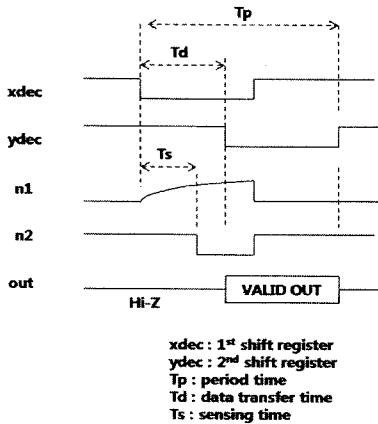 Tp
Td
xdec
ydec
Ts
n1
n2
out
Hi-Z
VALID OUT
xdec : 1st shift register
ydec : 2nd shift register
Tp : period time
Td : data transfer time
Ts : sensing time